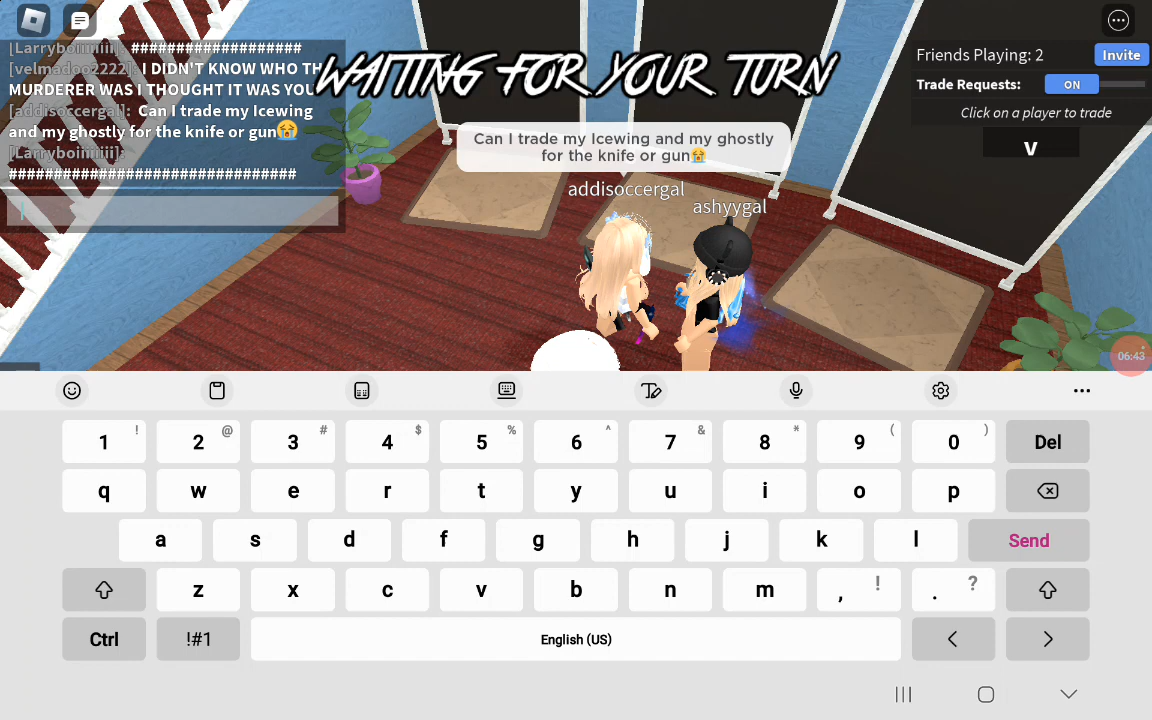 [Larryboiiiiiii]: ###################
[velmadoo2222]: I DIDN'T KNOW WHO TH
MURDERER WAS I THOUGHT IT WAS YOU
[addisoccergal]: Can I trade my Icewing
and my ghostly for the knife or gun😭
[Larryboiiiiiii]:
##############################
WAITING FOR YOUR TURN
Can I trade my Icewing and my ghostly
for the knife or gun😭
addisoccergal
ashyygal
Friends Playing: 2 Invite
Trade Requests: ON
Click on a player to trade
v
06:43
1 ! 2 @ 3 # 4 $ 5 % 6 ^ 7 & 8 * 9 ( 0 ) Del
q w e r t y u i o p
a s d f g h j k l Send
z x c v b n m , ! . ?
Ctrl !#1 English (US) < >